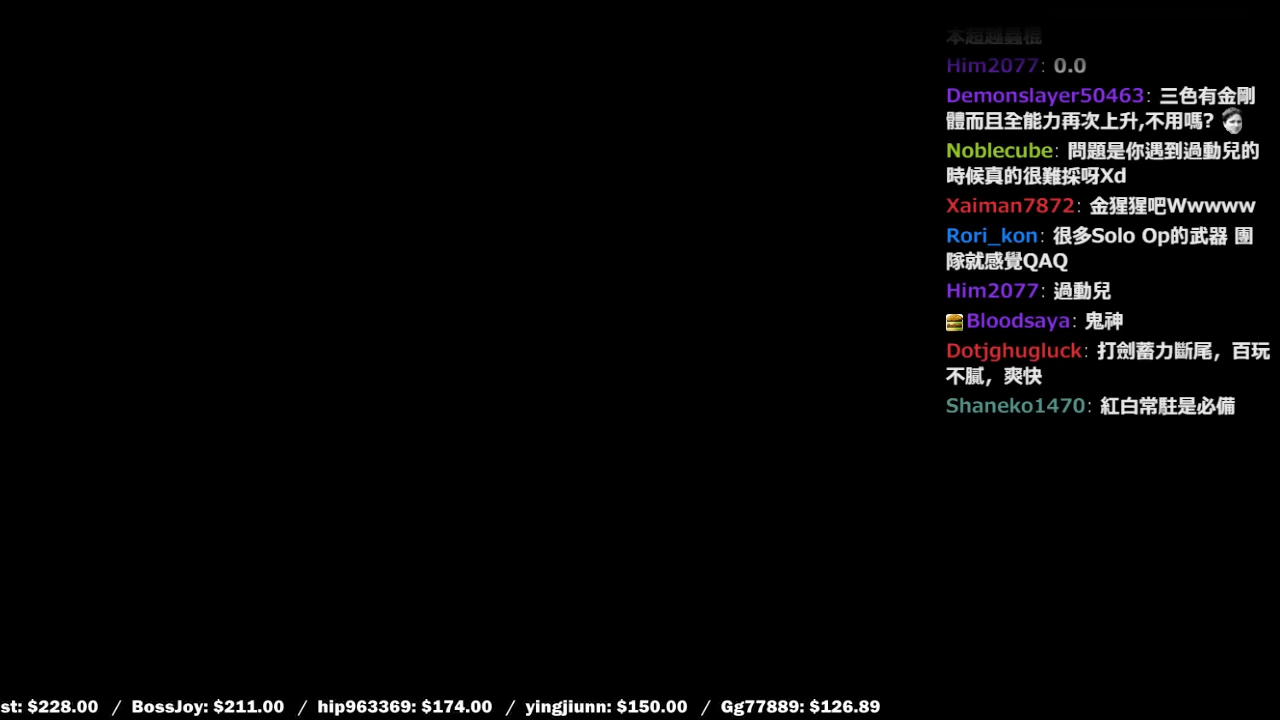 本超越蟲棍
Him2077: 0.0
Demonslayer50463: 三色有金剛
體而且全能力再次上升,不用嗎?
Noblecube: 問題是你遇到過動兒的
時候真的很難採呀Xd
Xaiman7872: 金猩猩吧Wwwww
Rori_kon: 很多Solo Op的武器 團
隊就感覺QAQ
Him2077: 過動兒
Bloodsaya: 鬼神
Dotjghugluck: 打劍蓄力斷尾，百玩
不膩，爽快
Shaneko1470: 紅白常駐是必備
st: $228.00 / BossJoy: $211.00 / hip963369: $174.00 / yingjiunn: $150.00 / Gg77889: $126.89